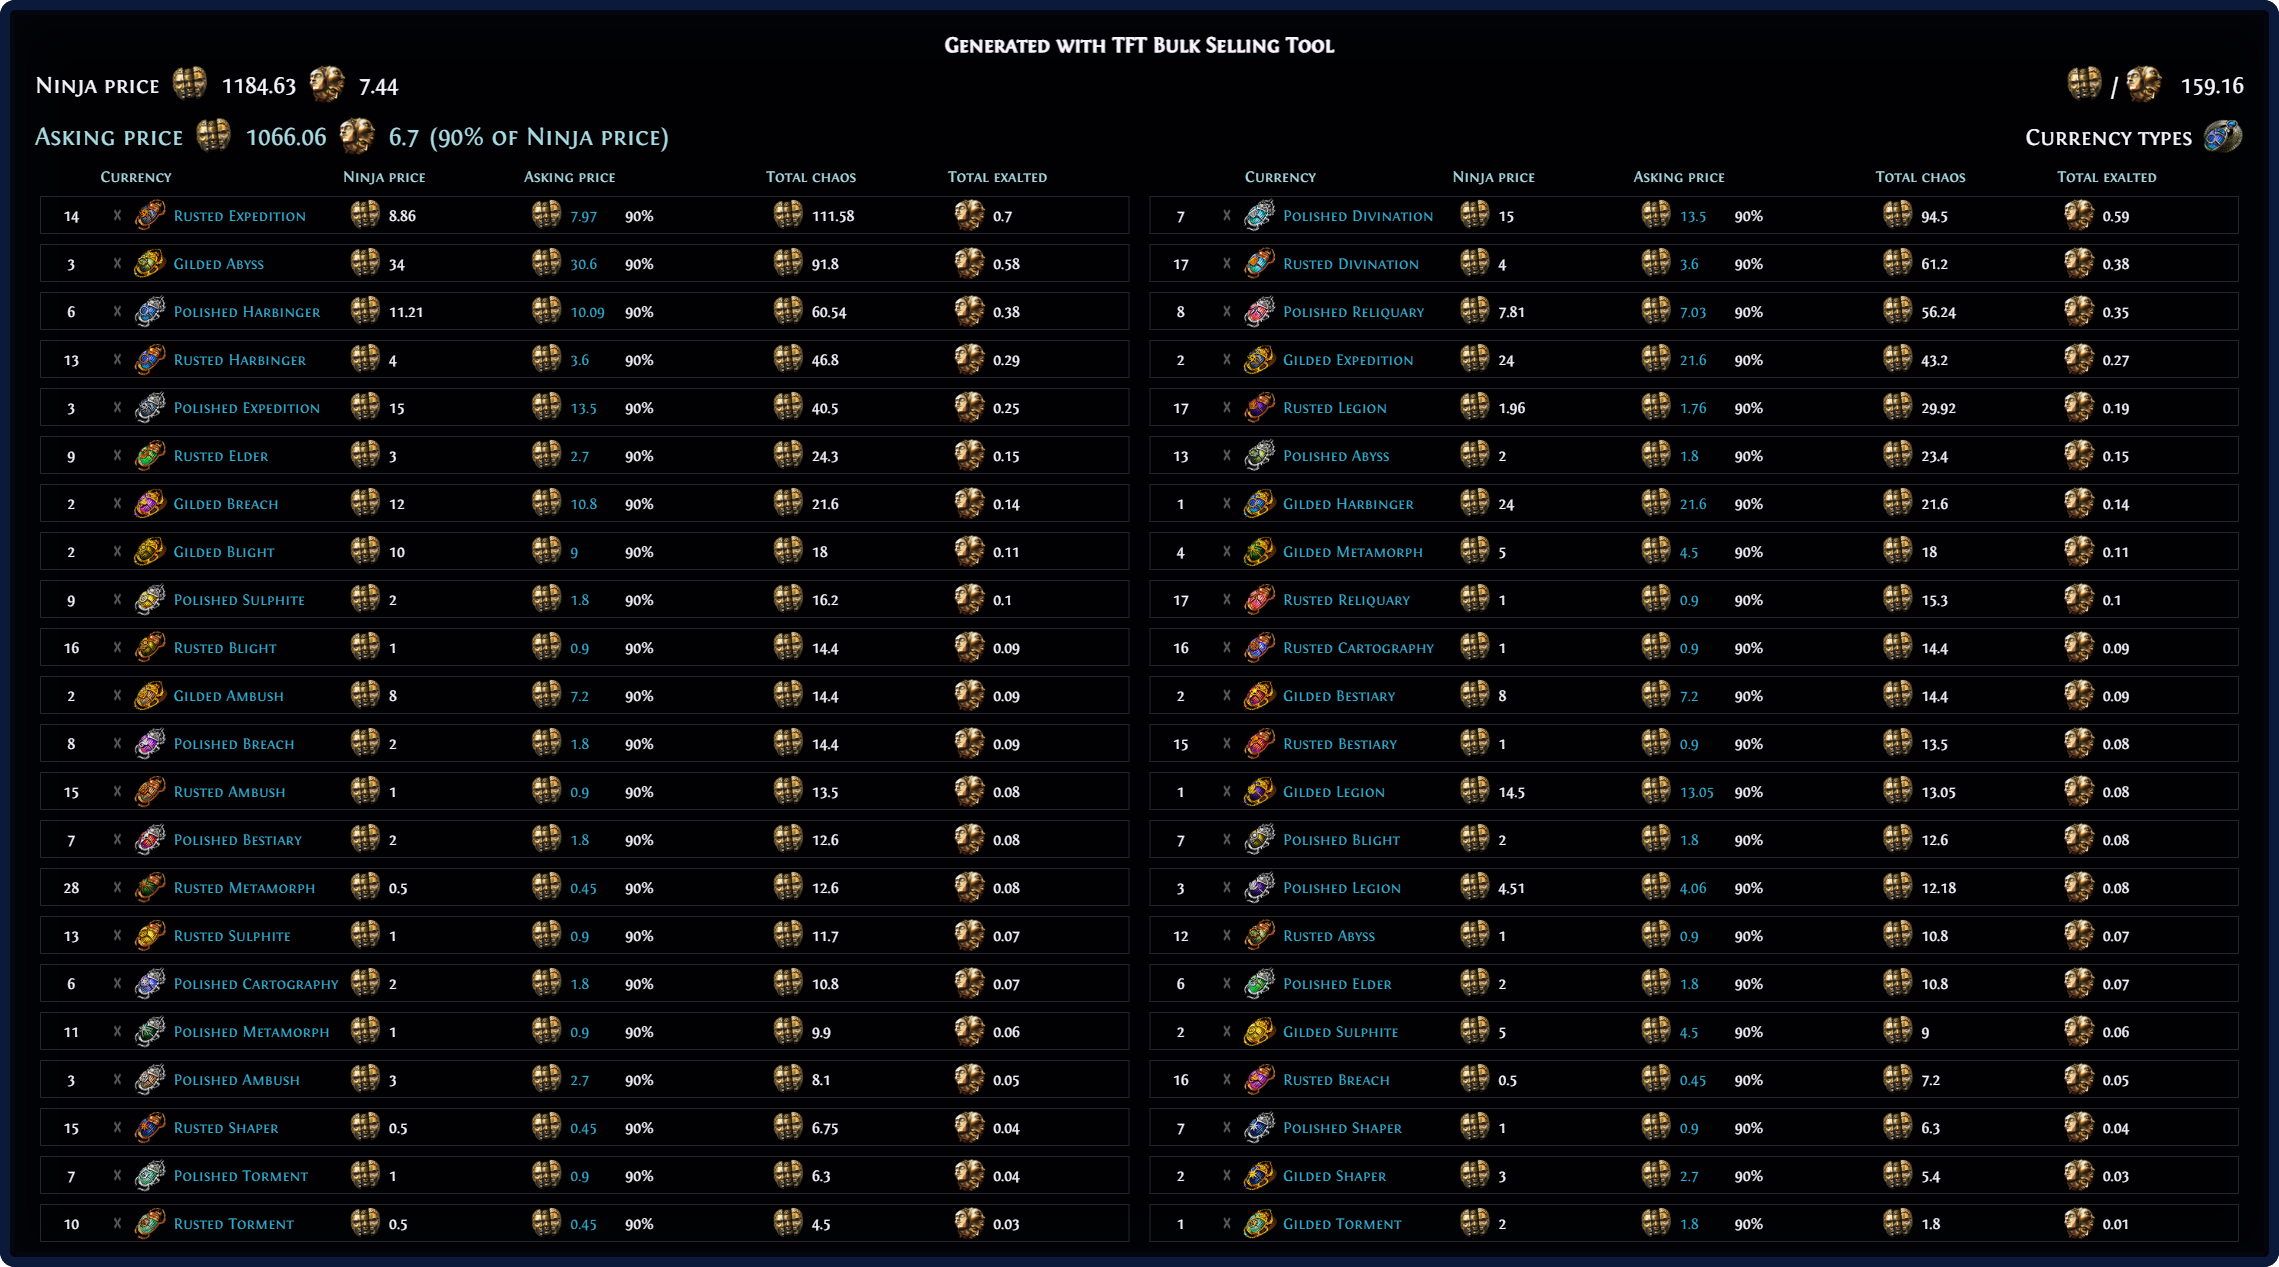 Generated with TFT Bulk Selling Tool
Ninja price 1184.63 7.44
/ 159.16
Asking price 1066.06 6.7 (90% of Ninja price)
Currency types
Currency Ninja price Asking price Total chaos Total exalted Currency Ninja price Asking price Total chaos Total exalted
14 x Rusted Expedition 8.86 7.97 90% 111.58 0.7 7 x Polished Divination 15 13.5 90% 94.5 0.59
3 x Gilded Abyss 34 30.6 90% 91.8 0.58 17 x Rusted Divination 4 3.6 90% 61.2 0.38
6 x Polished Harbinger 11.21 10.09 90% 60.54 0.38 8 x Polished Reliquary 7.81 7.03 90% 56.24 0.35
13 x Rusted Harbinger 4 3.6 90% 46.8 0.29 2 x Gilded Expedition 24 21.6 90% 43.2 0.27
3 x Polished Expedition 15 13.5 90% 40.5 0.25 17 x Rusted Legion 1.96 1.76 90% 29.92 0.19
9 x Rusted Elder 3 2.7 90% 24.3 0.15 13 x Polished Abyss 2 1.8 90% 23.4 0.15
2 x Gilded Breach 12 10.8 90% 21.6 0.14 1 x Gilded Harbinger 24 21.6 90% 21.6 0.14
2 x Gilded Blight 10 9 90% 18 0.11 4 x Gilded Metamorph 5 4.5 90% 18 0.11
9 x Polished Sulphite 2 1.8 90% 16.2 0.1 17 x Rusted Reliquary 1 0.9 90% 15.3 0.1
16 x Rusted Blight 1 0.9 90% 14.4 0.09 16 x Rusted Cartography 1 0.9 90% 14.4 0.09
2 x Gilded Ambush 8 7.2 90% 14.4 0.09 2 x Gilded Bestiary 8 7.2 90% 14.4 0.09
8 x Polished Breach 2 1.8 90% 14.4 0.09 15 x Rusted Bestiary 1 0.9 90% 13.5 0.08
15 x Rusted Ambush 1 0.9 90% 13.5 0.08 1 x Gilded Legion 14.5 13.05 90% 13.05 0.08
7 x Polished Bestiary 2 1.8 90% 12.6 0.08 7 x Polished Blight 2 1.8 90% 12.6 0.08
28 x Rusted Metamorph 0.5 0.45 90% 12.6 0.08 3 x Polished Legion 4.51 4.06 90% 12.18 0.08
13 x Rusted Sulphite 1 0.9 90% 11.7 0.07 12 x Rusted Abyss 1 0.9 90% 10.8 0.07
6 x Polished Cartography 2 1.8 90% 10.8 0.07 6 x Polished Elder 2 1.8 90% 10.8 0.07
11 x Polished Metamorph 1 0.9 90% 9.9 0.06 2 x Gilded Sulphite 5 4.5 90% 9 0.06
3 x Polished Ambush 3 2.7 90% 8.1 0.05 16 x Rusted Breach 0.5 0.45 90% 7.2 0.05
15 x Rusted Shaper 0.5 0.45 90% 6.75 0.04 7 x Polished Shaper 1 0.9 90% 6.3 0.04
7 x Polished Torment 1 0.9 90% 6.3 0.04 2 x Gilded Shaper 3 2.7 90% 5.4 0.03
10 x Rusted Torment 0.5 0.45 90% 4.5 0.03 1 x Gilded Torment 2 1.8 90% 1.8 0.01